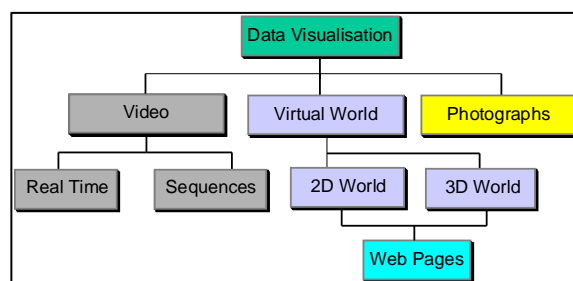 Data Visualisation
Video
Virtual World
Photographs
Real Time
Sequences
2D World
3D World
Web Pages